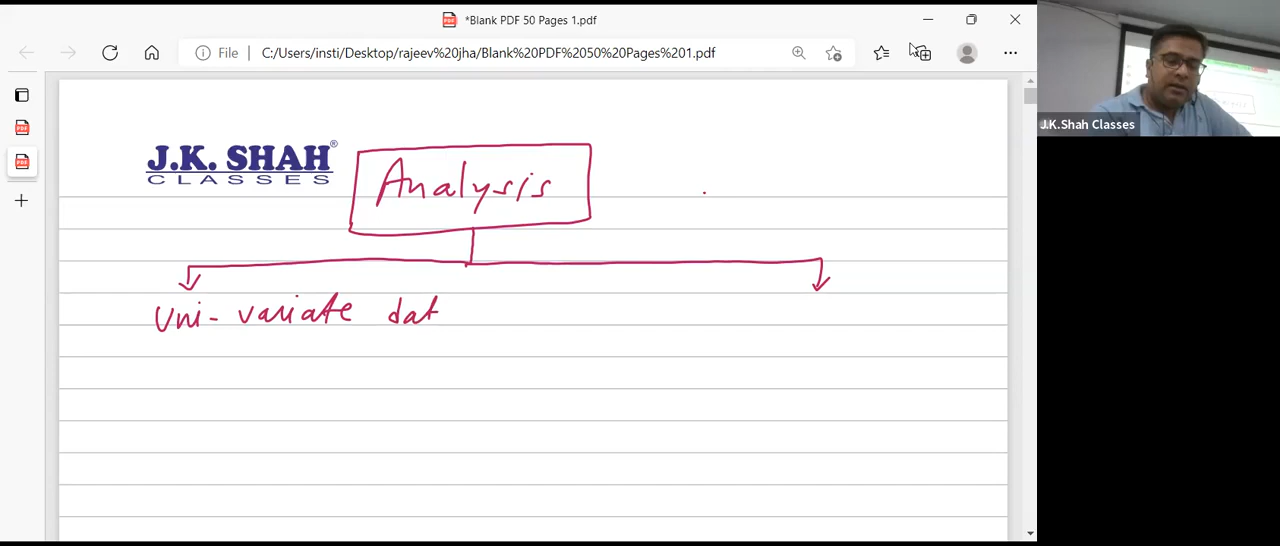 *Blank PDF 50 Pages 1.pdf
File C:/Users/insti/Desktop/rajeev%20jha/Blank%20PDF%2050%20Pages%201.pdf
J.K.Shah Classes
J.K. SHAH®
CLASSES
Analysis
Uni-variate dat